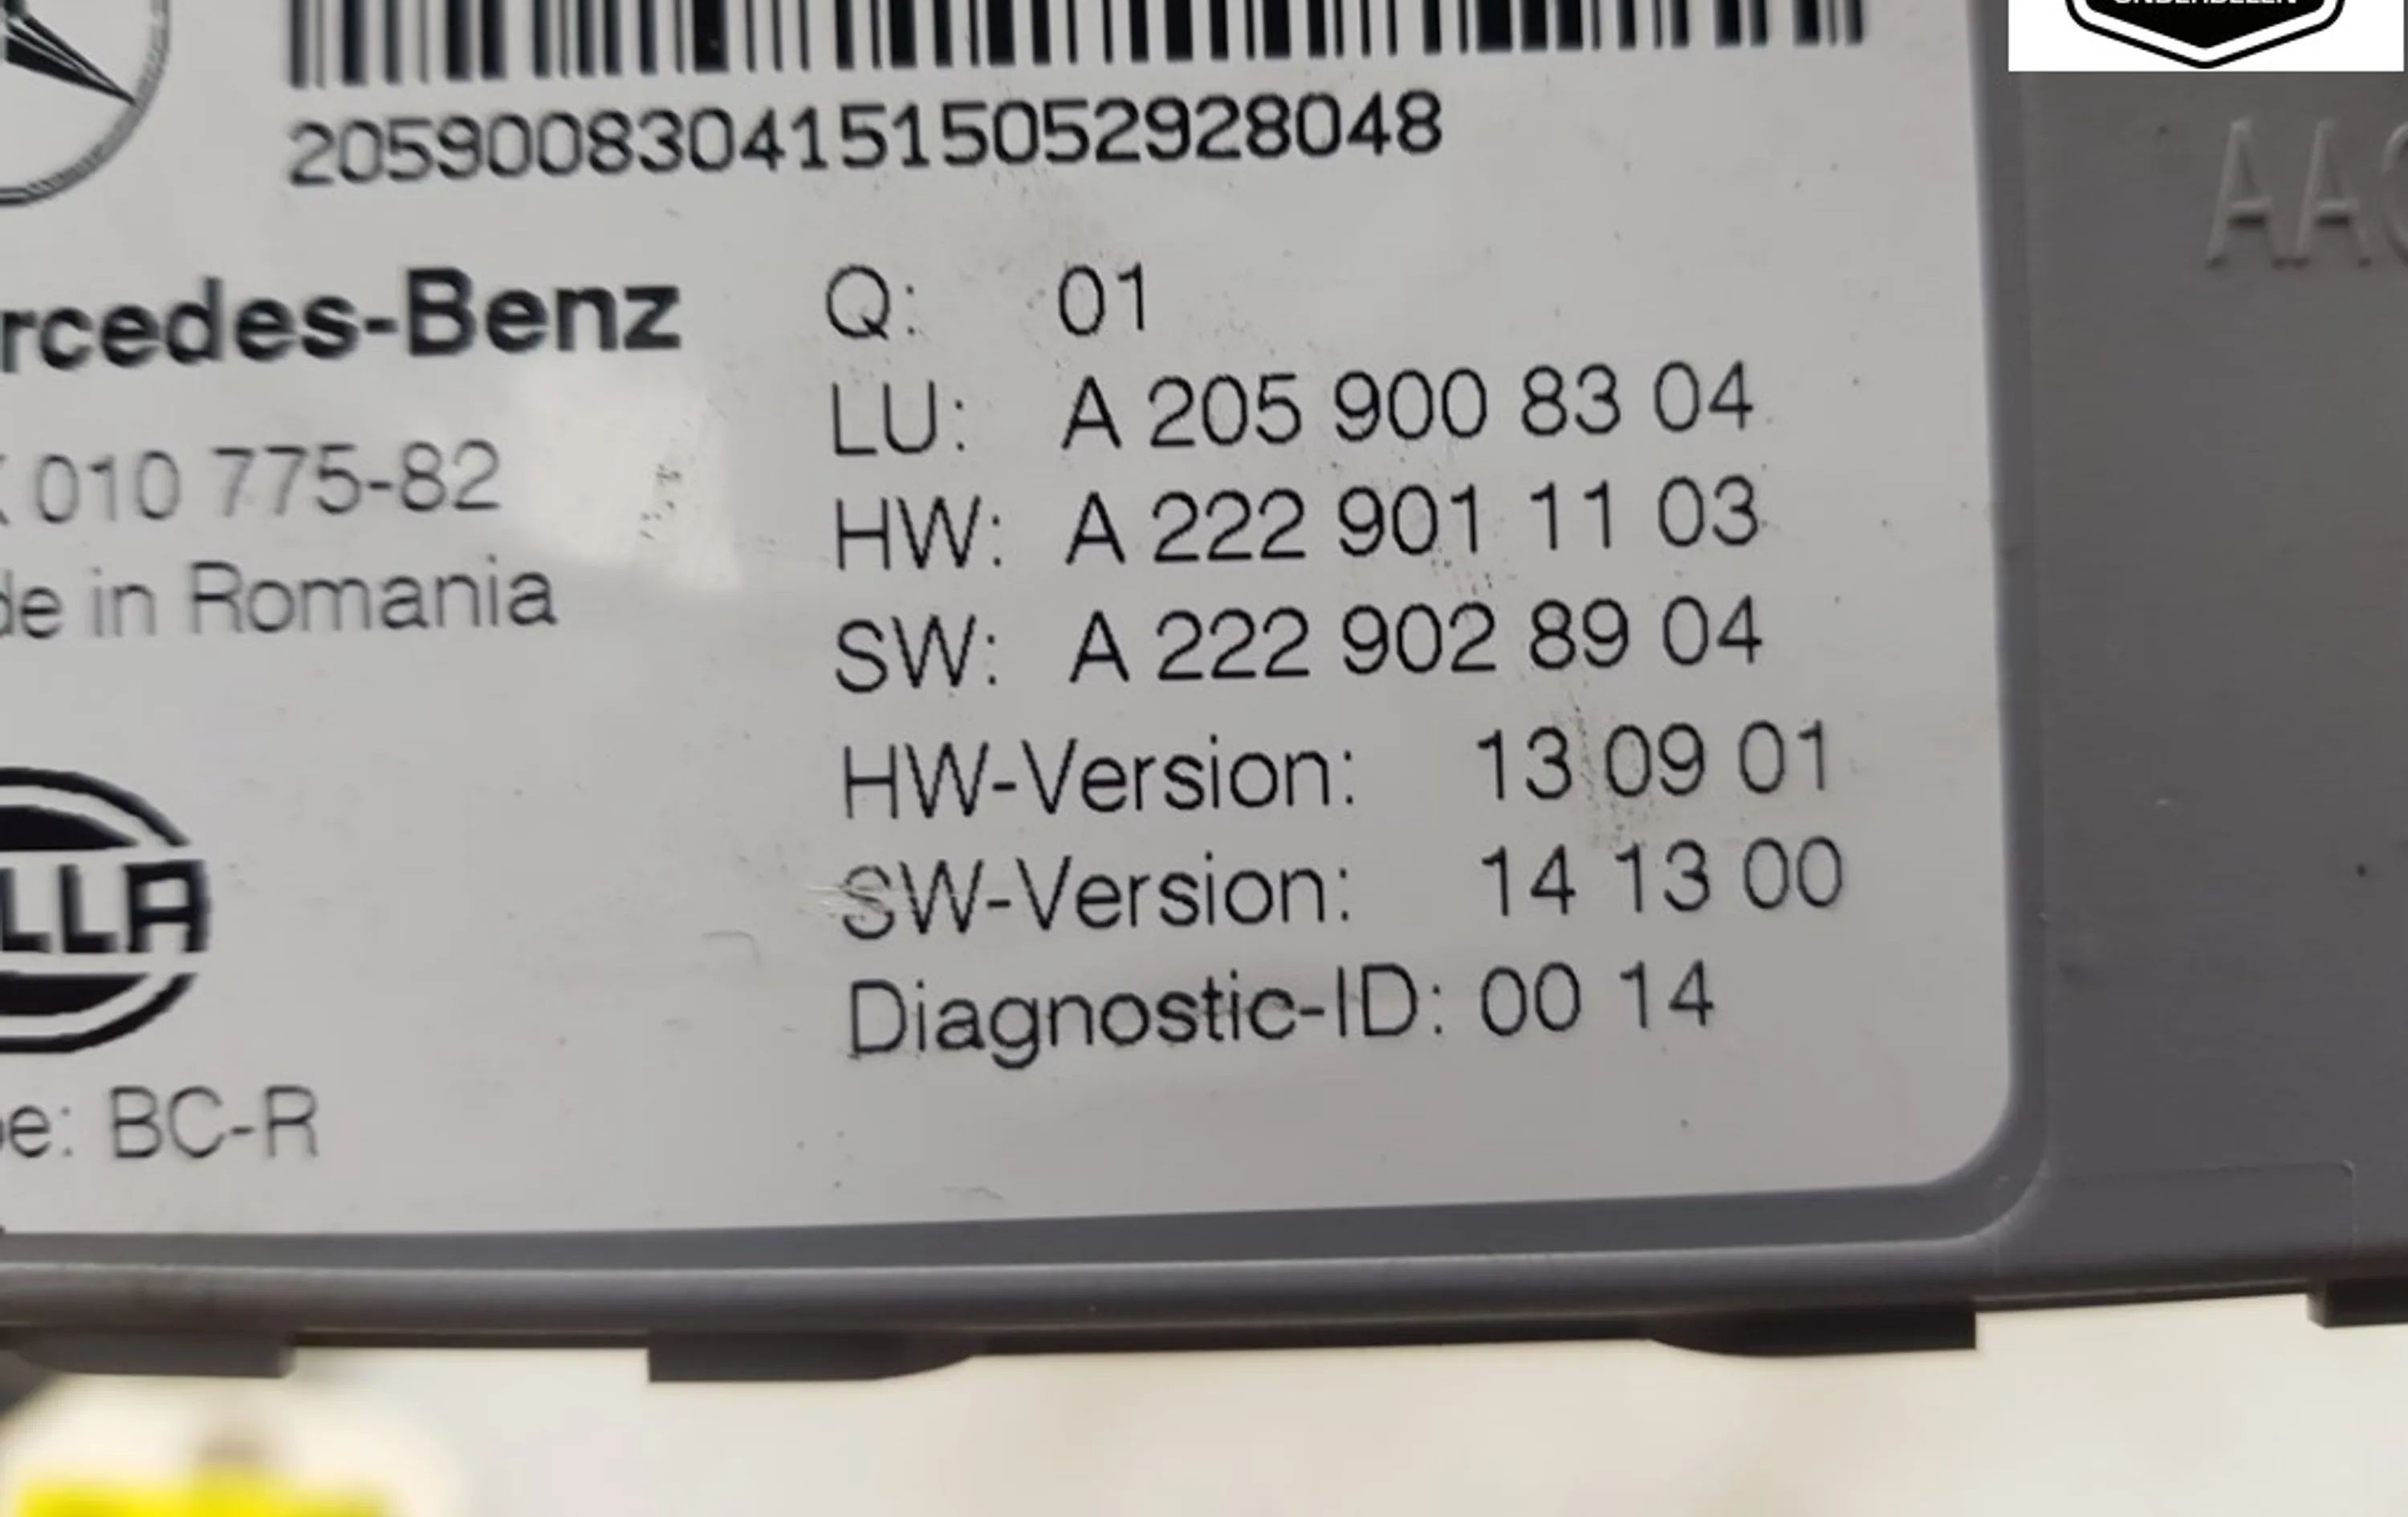 20590083041515052928048
rcedes-Benz
010 775-82
de in Romania
LLA
e: BC-R
Q: 01
LU: A 205 900 83 04
HW: A 222 901 11 03
SW: A 222 902 89 04
HW-Version: 13 09 01
SW-Version: 14 13 00
Diagnostic-ID: 00 14
AA